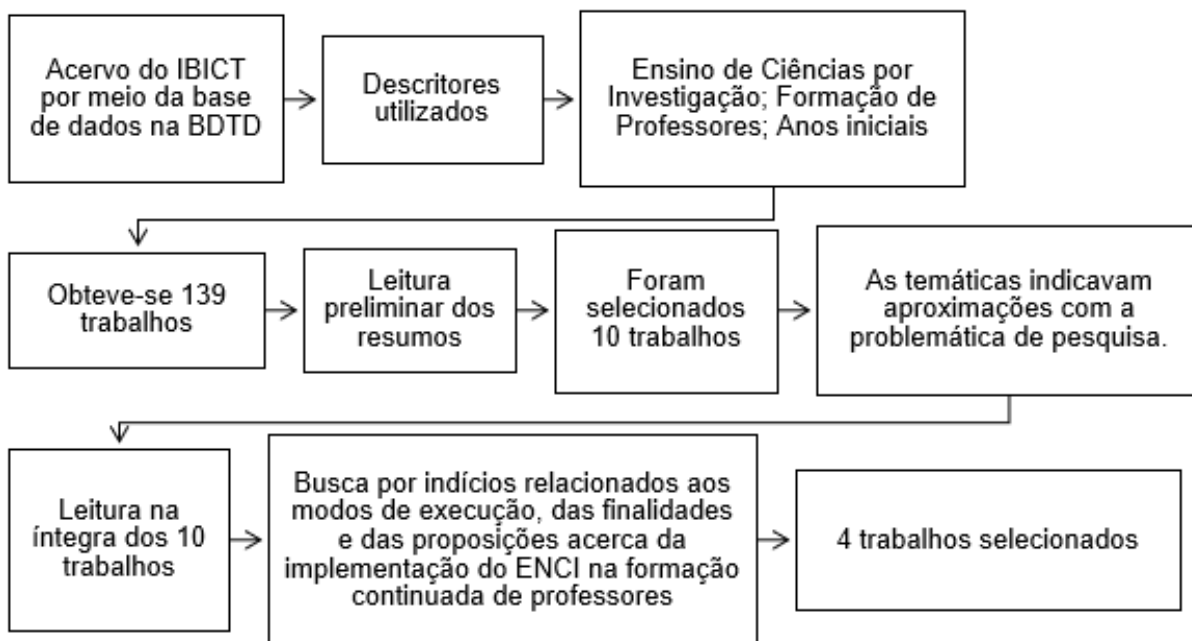 Acervo do IBICT
por meio da base
de dados na BDTD
Descritores
utilizados
Ensino de Ciências por
Investigação; Formação de
Professores; Anos iniciais
Obteve-se 139
trabalhos
Leitura
preliminar dos
resumos
Foram
selecionados
10 trabalhos
As temáticas indicavam
aproximações com a
problemática de pesquisa.
Leitura na
íntegra dos 10
trabalhos
Busca por indícios relacionados aos
modos de execução, das finalidades
e das proposições acerca da
implementação do ENCI na formação
continuada de professores
4 trabalhos selecionados